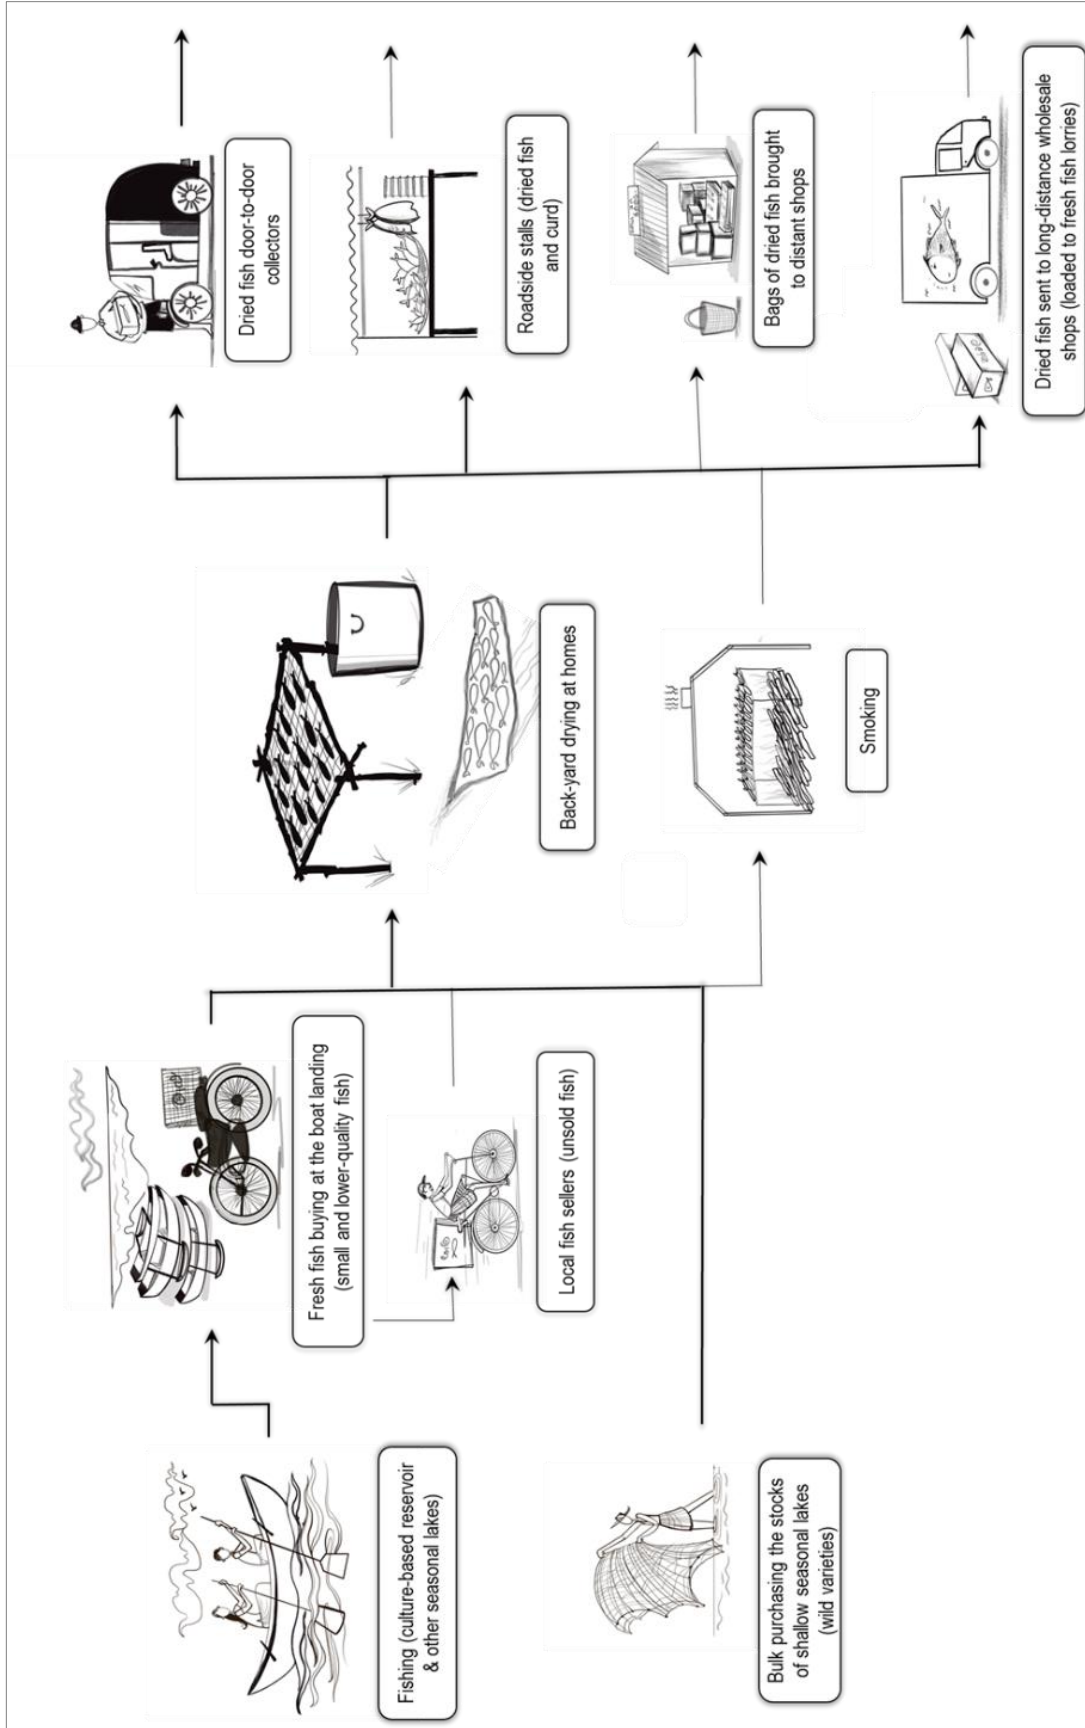 Fishing (culture-based reservoir
& other seasonal lakes)
Bulk purchasing the stocks
of shallow seasonal lakes
(wild varieties)
Fresh fish buying at the boat landing
(small and lower-quality fish)
Local fish sellers (unsold fish)
Back-yard drying at homes
Smoking
Dried fish door-to-door
collectors
Roadside stalls (dried fish
and curd)
Bags of dried fish brought
to distant shops
Dried fish sent to long-distance wholesale
shops (loaded to fresh fish lorries)